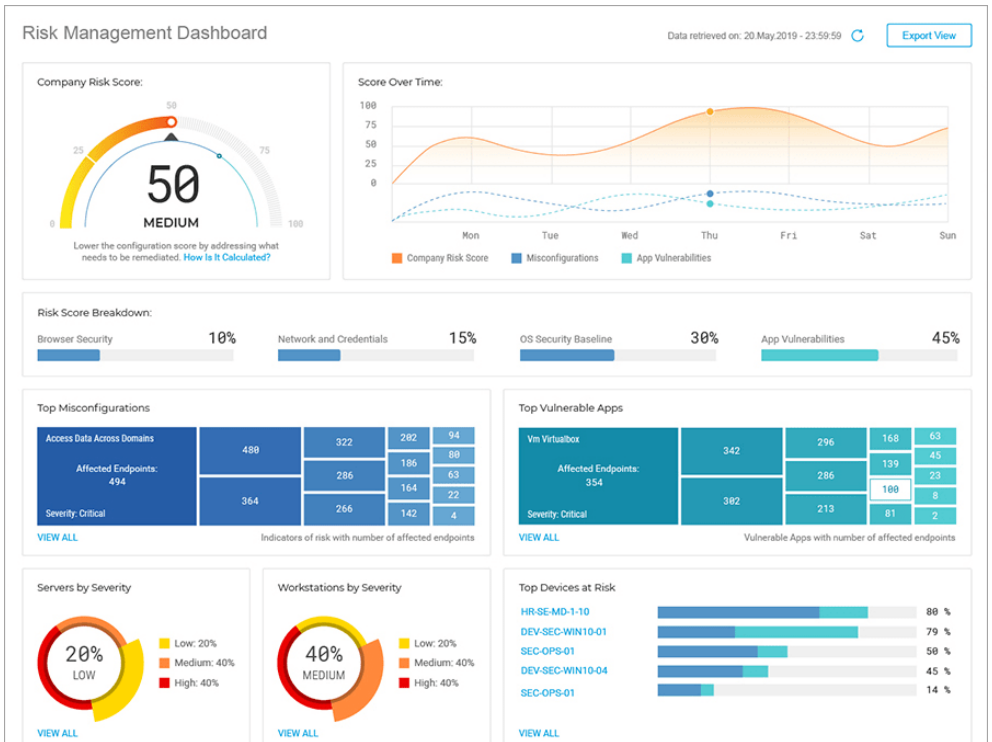 Risk Management Dashboard
Data retrieved on: 20.May.2019 - 23:59:59
Export View
Company Risk Score:
50
25
75
0
100
50
MEDIUM
Lower the configuration score by addressing what
needs to be remediated. How Is It Calculated?
Score Over Time:
100
75
50
25
0
Mon Tue Wed Thu Fri Sat Sun
Company Risk Score Misconfigurations App Vulnerabilities
Risk Score Breakdown:
Browser Security 10%
Network and Credentials 15%
OS Security Baseline 30%
App Vulnerabilities 45%
Top Misconfigurations
Access Data Across Domains
Affected Endpoints:
494
Severity: Critical
480
364
322
286
266
202
186
164
142
94
80
63
22
4
VIEW ALL
Indicators of risk with number of affected endpoints
Top Vulnerable Apps
Vm Virtualbox
Affected Endpoints:
354
Severity: Critical
342
302
296
286
213
168
139
100
81
63
45
23
8
2
VIEW ALL
Vulnerable Apps with number of affected endpoints
Servers by Severity
20%
LOW
Low: 20%
Medium: 40%
High: 40%
VIEW ALL
Workstations by Severity
40%
MEDIUM
Low: 20%
Medium: 40%
High: 40%
VIEW ALL
Top Devices at Risk
HR-SE-MD-1-10 80 %
DEV-SEC-WIN10-01 79 %
SEC-OPS-01 50 %
DEV-SEC-WIN10-04 45 %
SEC-OPS-01 14 %
VIEW ALL